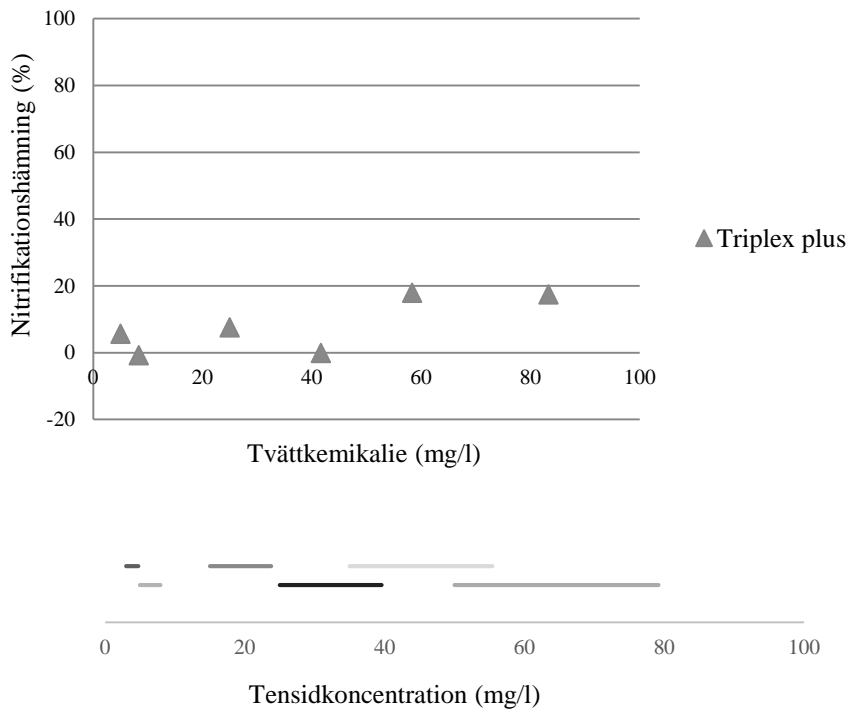 100
80
60
40
20
0
-20
Nitrifikationshämning (%)
0 20 40 60 80 100
Tvättkemikalie (mg/l)
Triplex plus
0 20 40 60 80 100
Tensidkoncentration (mg/l)